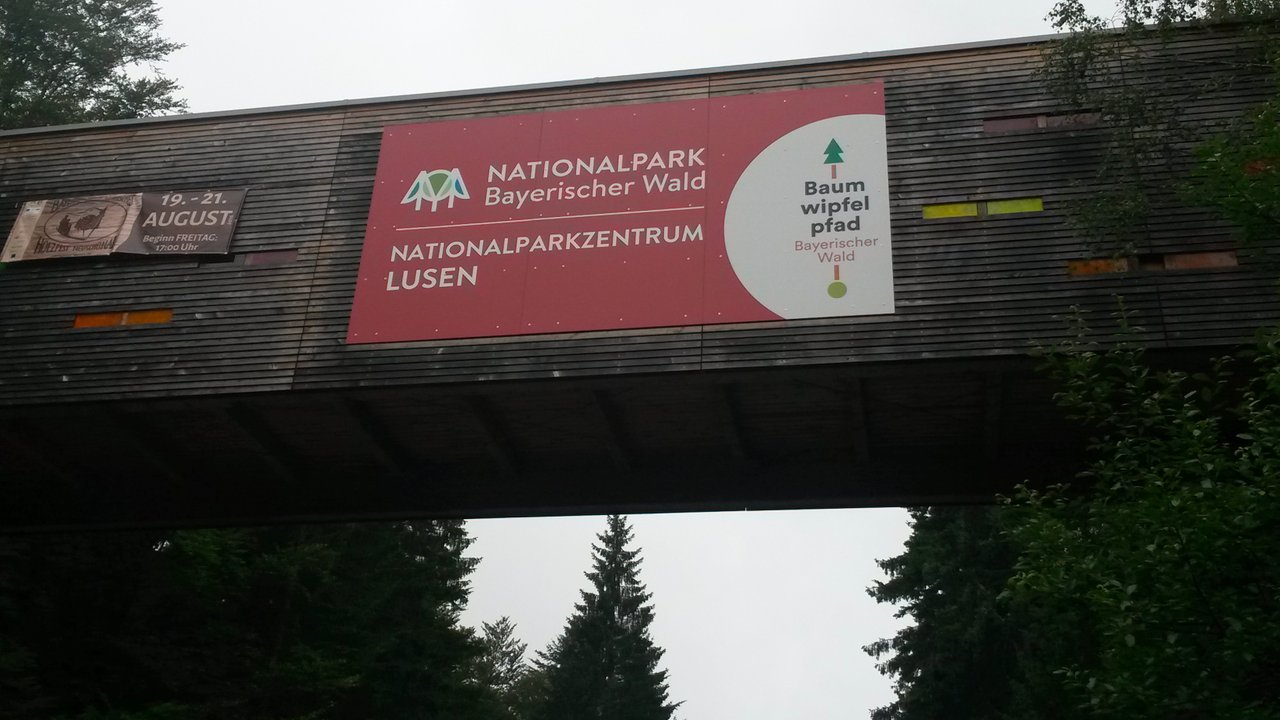 19. - 21.
AUGUST
Beginn FREITAG:
17:00 Uhr
NATIONALPARK
Bayerischer Wald
NATIONALPARKZENTRUM
LUSEN
Baum
wipfel
pfad
Bayerischer
Wald